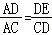 AD/AC = DE/CD